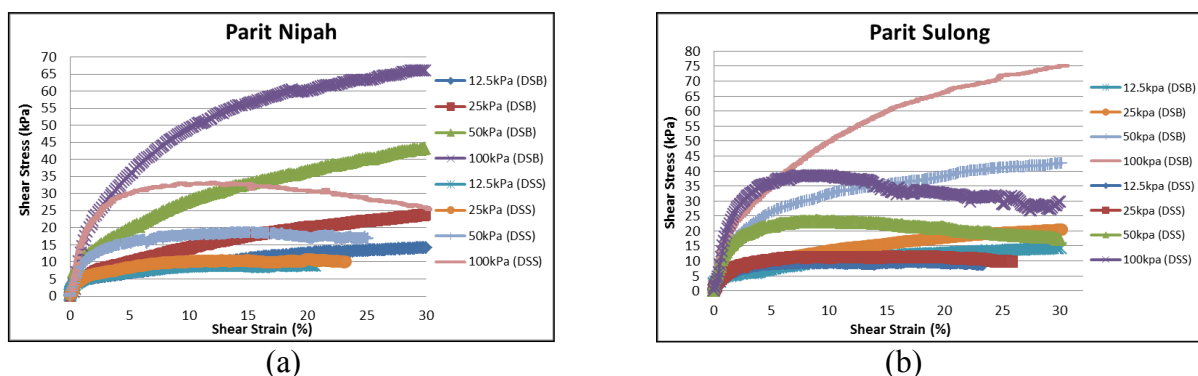 Parit Nipah
Shear Stress (kPa)
70
65
60
55
50
45
40
35
30
25
20
15
10
5
0
0 5 10 15 20 25 30
Shear Strain (%)
12.5kPa (DSB)
25kPa (DSB)
50kPa (DSB)
100kPa (DSB)
12.5kPa (DSS)
25kPa (DSS)
50kPa (DSS)
100kPa (DSS)
(a)
Parit Sulong
Shear Stress (kPa)
80
75
70
65
60
55
50
45
40
35
30
25
20
15
10
5
0
0 5 10 15 20 25 30
Shear Strain (%)
12.5kpa (DSB)
25kpa (DSB)
50kpa (DSB)
100kpa (DSB)
12.5kpa (DSS)
25kpa (DSS)
50kpa (DSS)
100kpa (DSS)
(b)